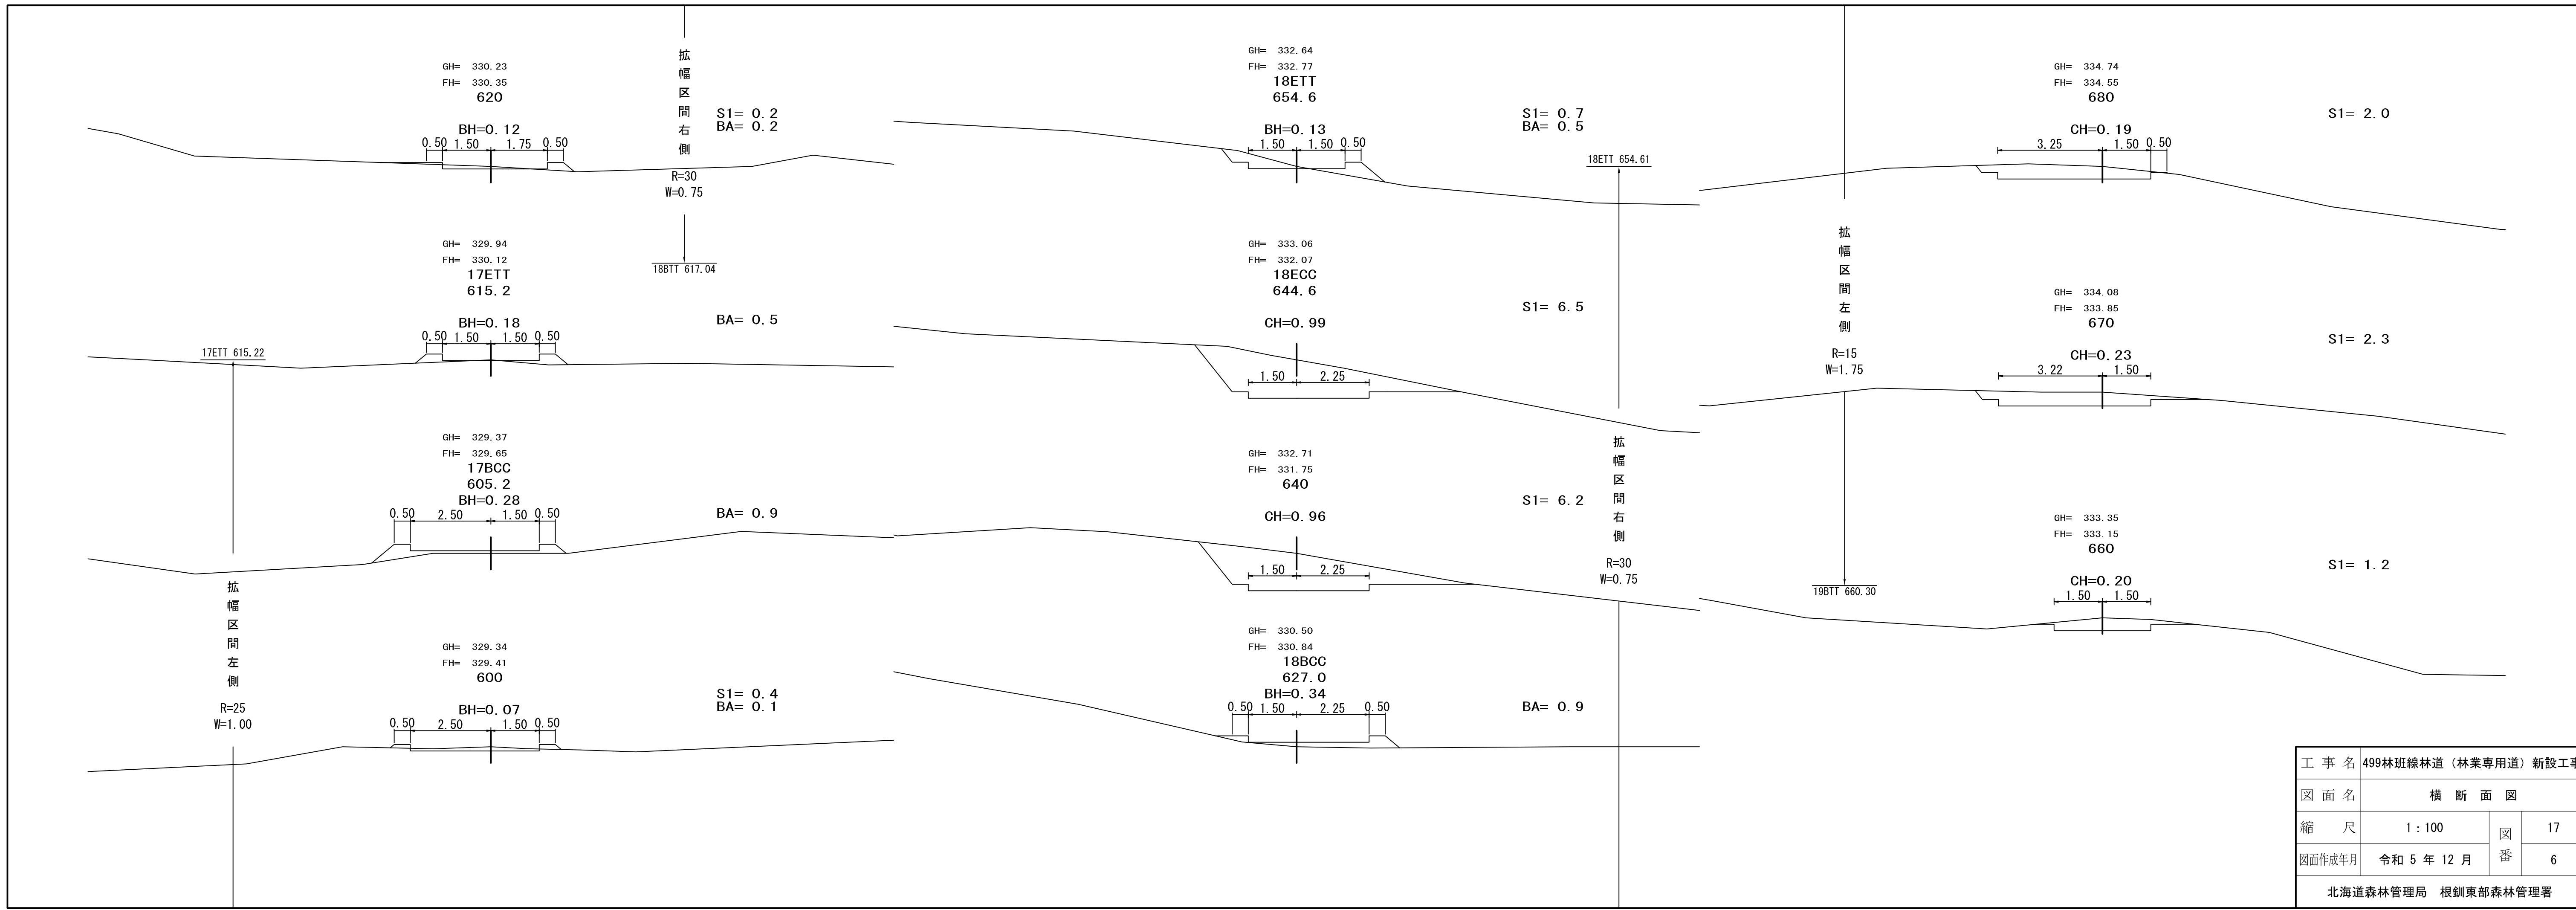 GH=　330.23
FH=　330.35
620
BH=0.12
0.50 1.50 1.75 0.50
S1= 0.2
BA= 0.2
拡幅区間右側
R=30
W=0.75
18BTT 617.04
GH=　329.94
FH=　330.12
17ETT
615.2
BH=0.18
0.50 1.50 1.50 0.50
BA= 0.5
17ETT 615.22
GH=　329.37
FH=　329.65
17BCC
605.2
BH=0.28
0.50 2.50 1.50 0.50
BA= 0.9
拡幅区間左側
R=25
W=1.00
GH=　329.34
FH=　329.41
600
BH=0.07
0.50 2.50 1.50 0.50
S1= 0.4
BA= 0.1
GH=　332.64
FH=　332.77
18ETT
654.6
BH=0.13
1.50 1.50 0.50
S1= 0.7
BA= 0.5
18ETT 654.61
GH=　333.06
FH=　332.07
18ECC
644.6
CH=0.99
1.50 2.25
S1= 6.5
GH=　332.71
FH=　331.75
640
CH=0.96
1.50 2.25
S1= 6.2
拡幅区間右側
R=30
W=0.75
GH=　330.50
FH=　330.84
18BCC
627.0
BH=0.34
0.50 1.50 2.25 0.50
BA= 0.9
GH=　334.74
FH=　334.55
680
CH=0.19
3.25 1.50 0.50
S1= 2.0
拡幅区間左側
R=15
W=1.75
19BTT 660.30
GH=　334.08
FH=　333.85
670
CH=0.23
3.22 1.50
S1= 2.3
GH=　333.35
FH=　333.15
660
CH=0.20
1.50 1.50
S1= 1.2
工事名 499林班線林道（林業専用道）新設工事
図面名 横断面図
縮尺 1：100 図番 17
図面作成年月 令和 5 年 12 月 6
北海道森林管理局　根釧東部森林管理署